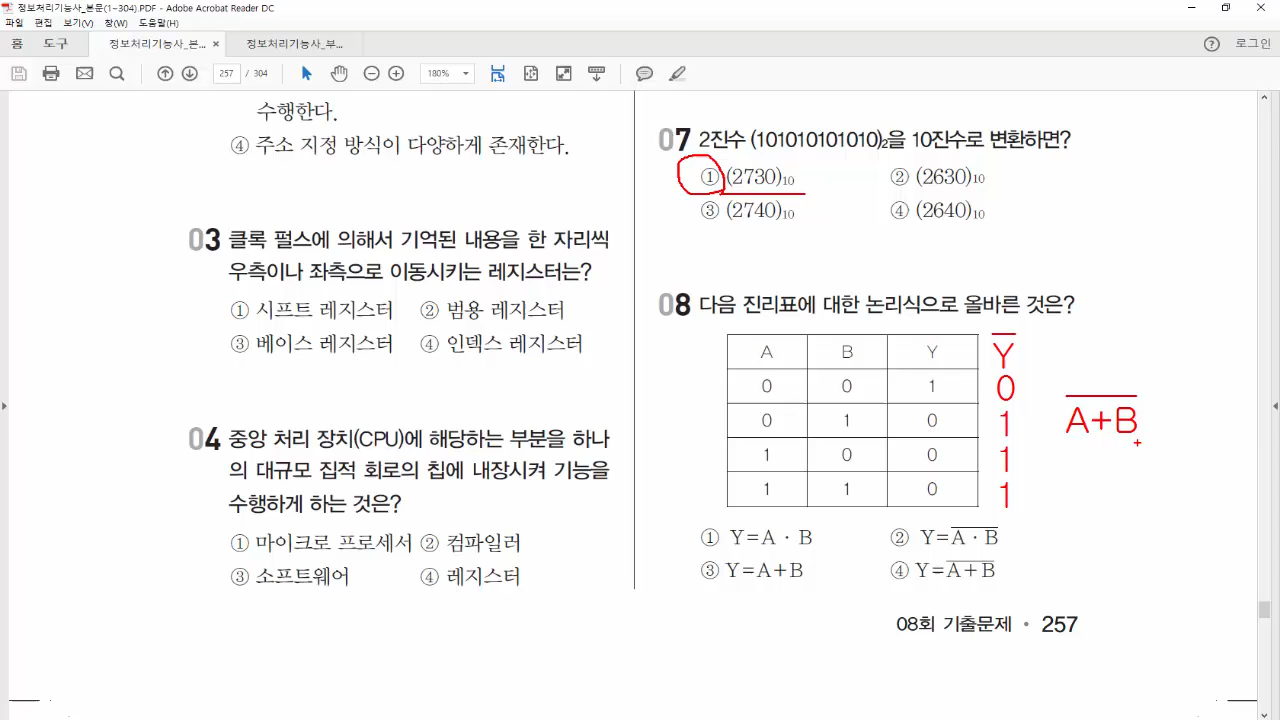 정보처리기능사_본문(1~304).PDF - Adobe Acrobat Reader DC
파일 편집 보기(V) 창(W) 도움말(H)
홈 도구 정보처리기능사_본... × 정보처리기능사_부... ? 로그인
257 / 304 180%
수행한다.
④ 주소 지정 방식이 다양하게 존재한다.
03 클록 펄스에 의해서 기억된 내용을 한 자리씩
우측이나 좌측으로 이동시키는 레지스터는?
① 시프트 레지스터 ② 범용 레지스터
③ 베이스 레지스터 ④ 인덱스 레지스터
04 중앙 처리 장치(CPU)에 해당하는 부분을 하나
의 대규모 집적 회로의 칩에 내장시켜 기능을
수행하게 하는 것은?
① 마이크로 프로세서 ② 컴파일러
③ 소프트웨어 ④ 레지스터
07 2진수 (101010101010)₂을 10진수로 변환하면?
① (2730)₁₀ ② (2630)₁₀
③ (2740)₁₀ ④ (2640)₁₀
08 다음 진리표에 대한 논리식으로 올바른 것은?
A B Y Y̅
0 0 1 0
0 1 0 1
1 0 0 1
1 1 0 1
A̅+̅B̅
① Y=A · B ② Y=A̅ ·̅ B̅
③ Y=A+B ④ Y=A̅+̅B̅
08회 기출문제 • 257